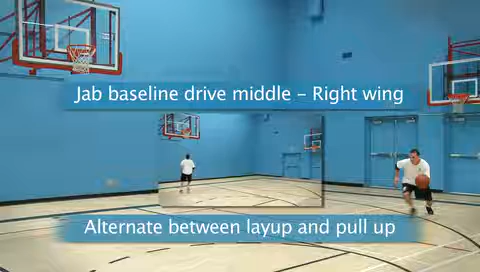 Jab baseline drive middle – Right wing
Alternate between layup and pull up